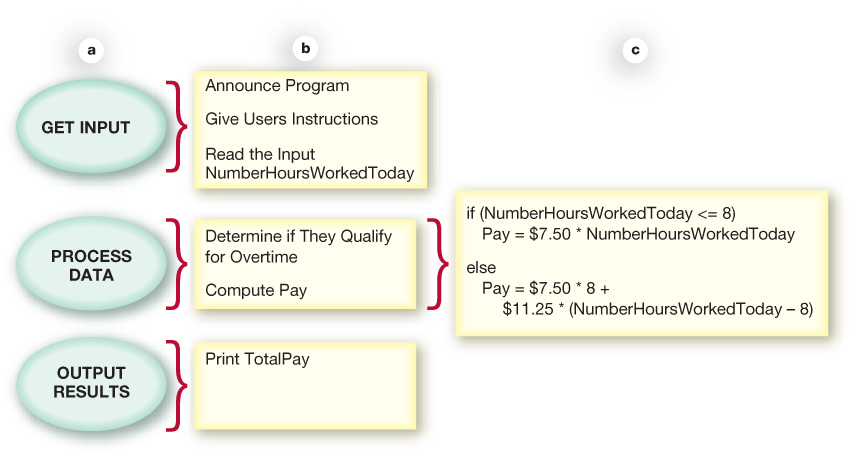 a
b
c
GET INPUT
Announce Program
Give Users Instructions
Read the Input
NumberHoursWorkedToday
PROCESS
DATA
Determine if They Qualify
for Overtime
Compute Pay
if (NumberHoursWorkedToday <= 8)
Pay = $7.50 * NumberHoursWorkedToday
else
Pay = $7.50 * 8 +
$11.25 * (NumberHoursWorkedToday – 8)
OUTPUT
RESULTS
Print TotalPay